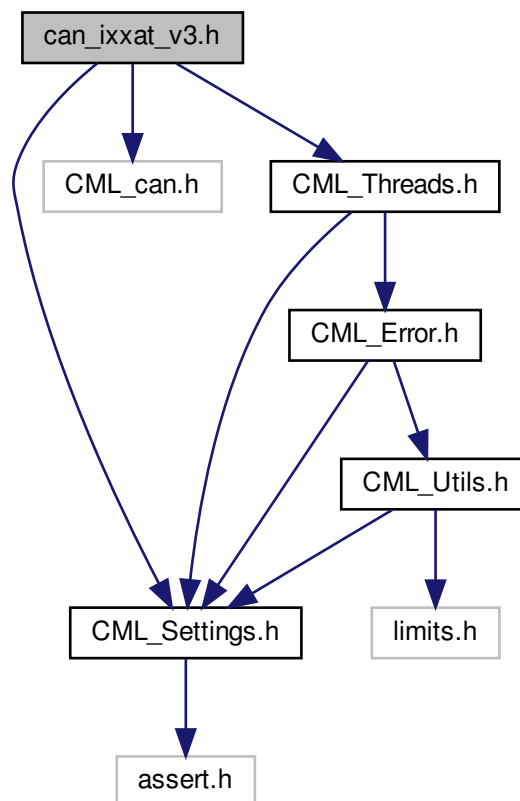 can_ixxat_v3.h
CML_can.h
CML_Threads.h
CML_Error.h
CML_Utils.h
CML_Settings.h
limits.h
assert.h